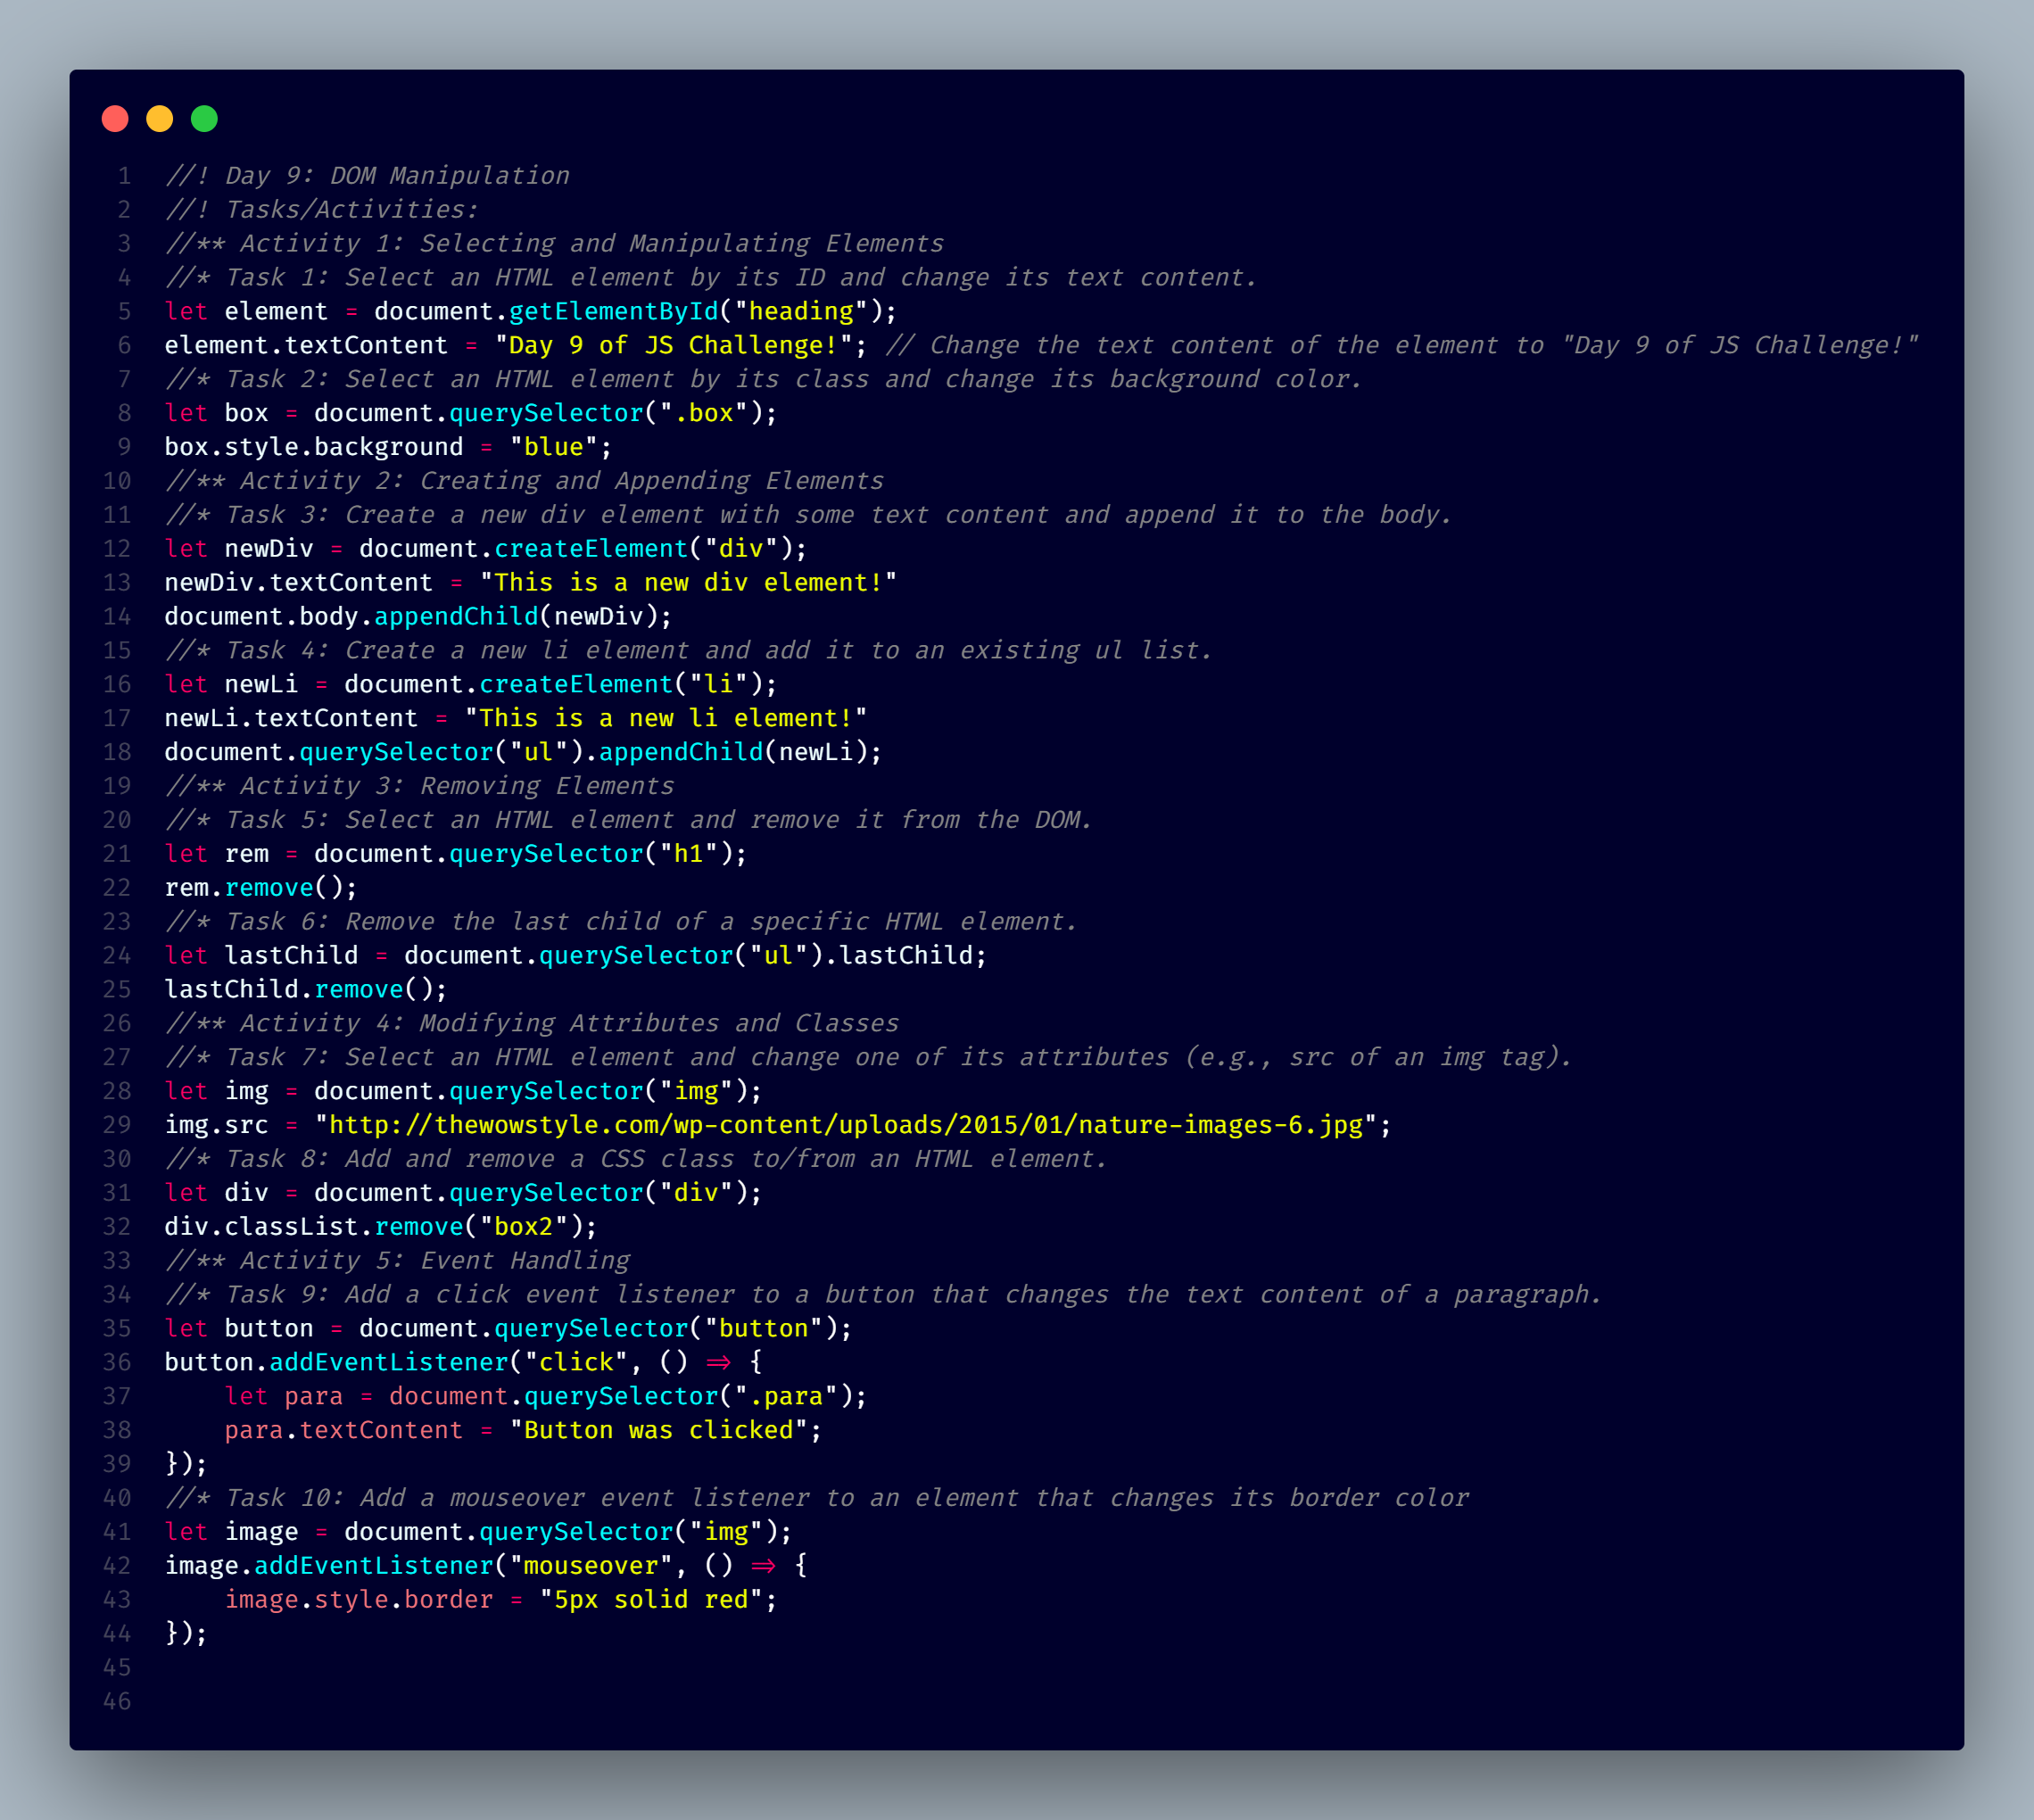 1 //! Day 9: DOM Manipulation
2 //! Tasks/Activities:
3 //** Activity 1: Selecting and Manipulating Elements
4 //* Task 1: Select an HTML element by its ID and change its text content.
5 let element = document.getElementById("heading");
6 element.textContent = "Day 9 of JS Challenge!"; // Change the text content of the element to "Day 9 of JS Challenge!"
7 //* Task 2: Select an HTML element by its class and change its background color.
8 let box = document.querySelector(".box");
9 box.style.background = "blue";
10 //** Activity 2: Creating and Appending Elements
11 //* Task 3: Create a new div element with some text content and append it to the body.
12 let newDiv = document.createElement("div");
13 newDiv.textContent = "This is a new div element!"
14 document.body.appendChild(newDiv);
15 //* Task 4: Create a new li element and add it to an existing ul list.
16 let newLi = document.createElement("li");
17 newLi.textContent = "This is a new li element!"
18 document.querySelector("ul").appendChild(newLi);
19 //** Activity 3: Removing Elements
20 //* Task 5: Select an HTML element and remove it from the DOM.
21 let rem = document.querySelector("h1");
22 rem.remove();
23 //* Task 6: Remove the last child of a specific HTML element.
24 let lastChild = document.querySelector("ul").lastChild;
25 lastChild.remove();
26 //** Activity 4: Modifying Attributes and Classes
27 //* Task 7: Select an HTML element and change one of its attributes (e.g., src of an img tag).
28 let img = document.querySelector("img");
29 img.src = "http://thewowstyle.com/wp-content/uploads/2015/01/nature-images-6.jpg";
30 //* Task 8: Add and remove a CSS class to/from an HTML element.
31 let div = document.querySelector("div");
32 div.classList.remove("box2");
33 //** Activity 5: Event Handling
34 //* Task 9: Add a click event listener to a button that changes the text content of a paragraph.
35 let button = document.querySelector("button");
36 button.addEventListener("click", () => {
37     let para = document.querySelector(".para");
38     para.textContent = "Button was clicked";
39 });
40 //* Task 10: Add a mouseover event listener to an element that changes its border color
41 let image = document.querySelector("img");
42 image.addEventListener("mouseover", () => {
43     image.style.border = "5px solid red";
44 });
45
46